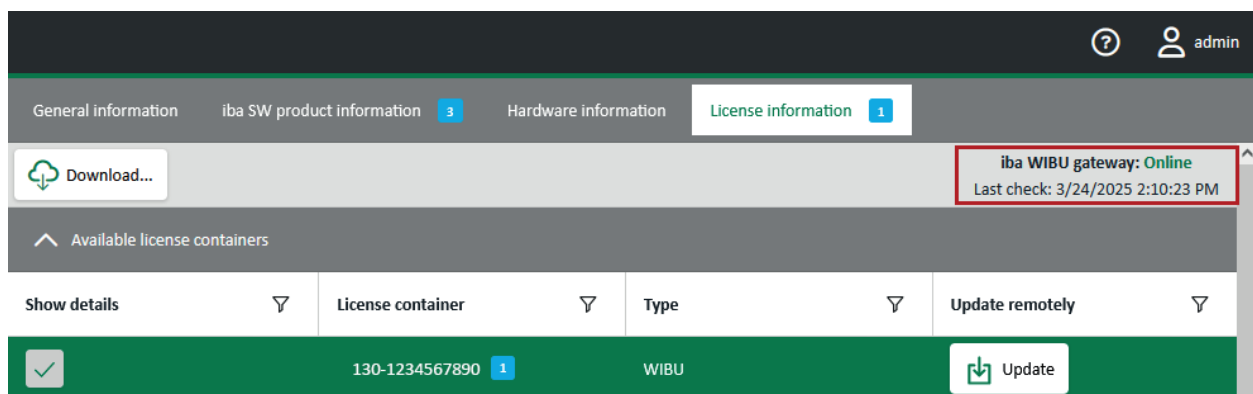 admin
General information iba SW product information 3 Hardware information License information 1
Download...
iba WIBU gateway: Online
Last check: 3/24/2025 2:10:23 PM
Available license containers
Show details License container Type Update remotely
130-1234567890 1 WIBU Update